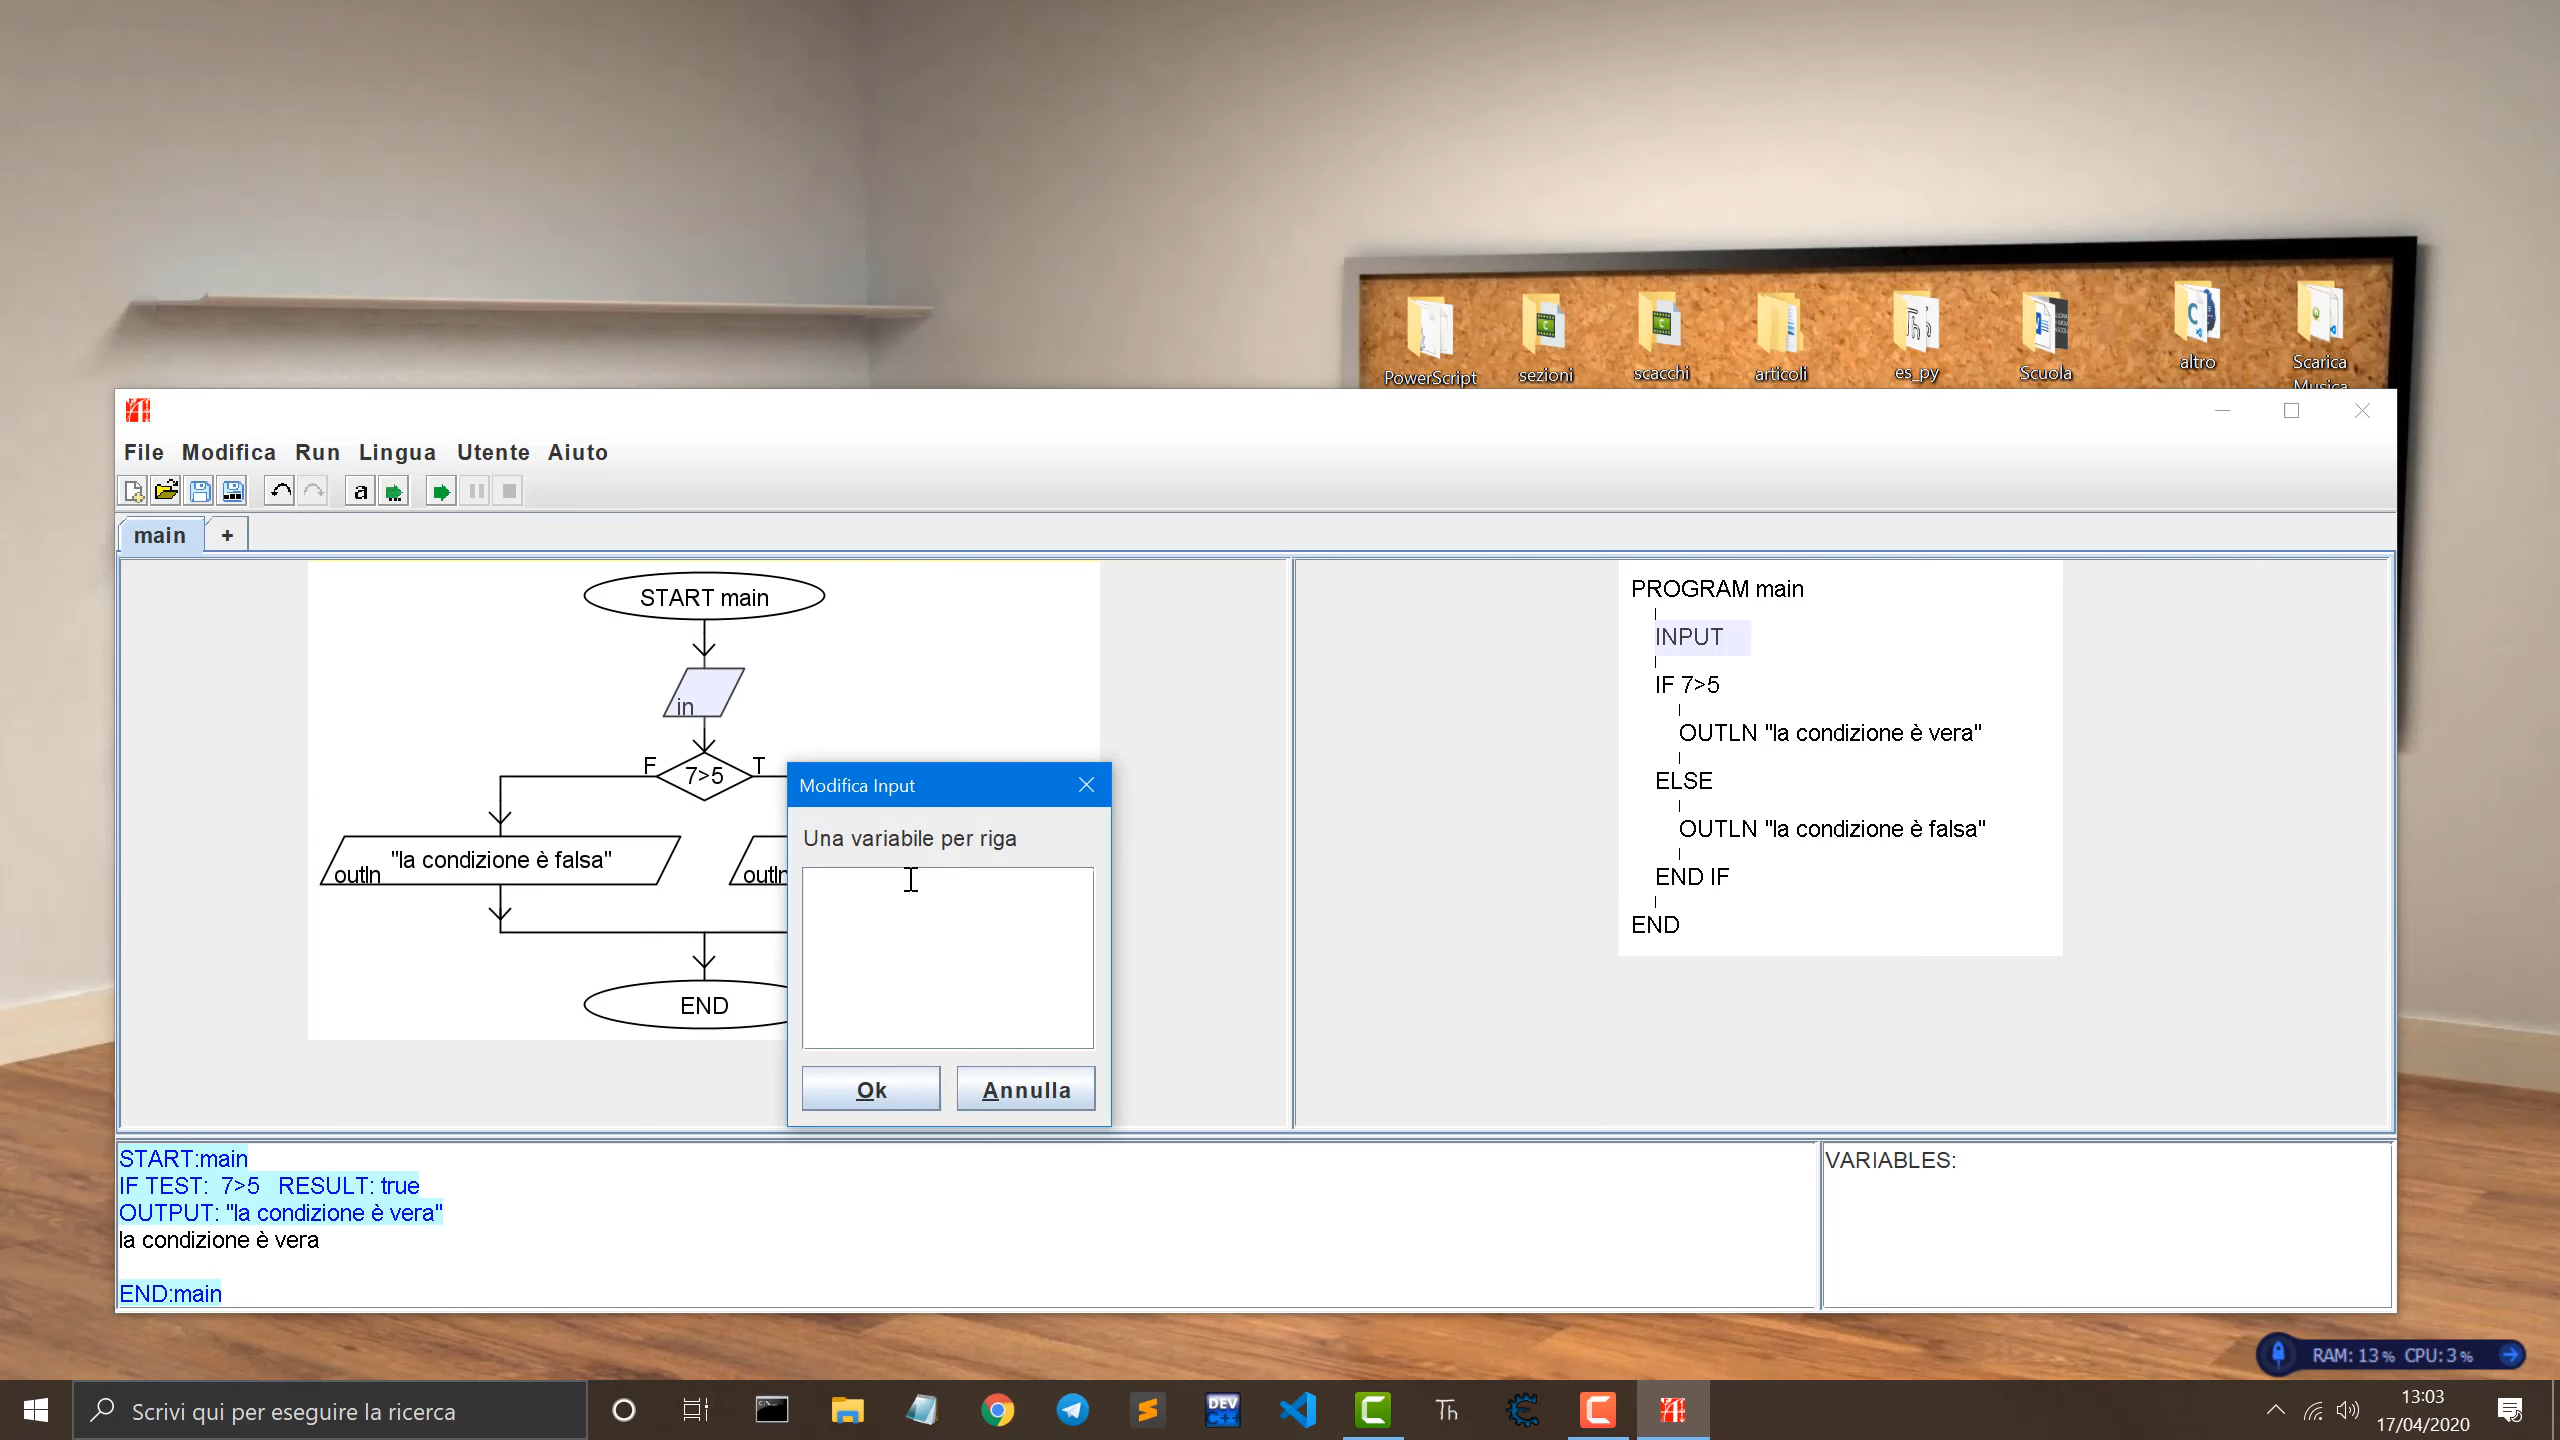 PowerScript
sezioni
scacchi
articoli
es_py
Scuola
altro
Scarica
Musica
File Modifica Run Lingua Utente Aiuto
a
main +
START main
in
F 7>5 T
"la condizione è falsa"
outln
outln
END
PROGRAM main
INPUT
IF 7>5
OUTLN "la condizione è vera"
ELSE
OUTLN "la condizione è falsa"
END IF
END
Modifica Input
Una variabile per riga
Ok Annulla
START:main
IF TEST: 7>5 RESULT: true
OUTPUT: "la condizione è vera"
la condizione è vera
END:main
VARIABLES:
RAM: 13 % CPU: 3 %
Scrivi qui per eseguire la ricerca
DEV
C++
Th
13:03
17/04/2020